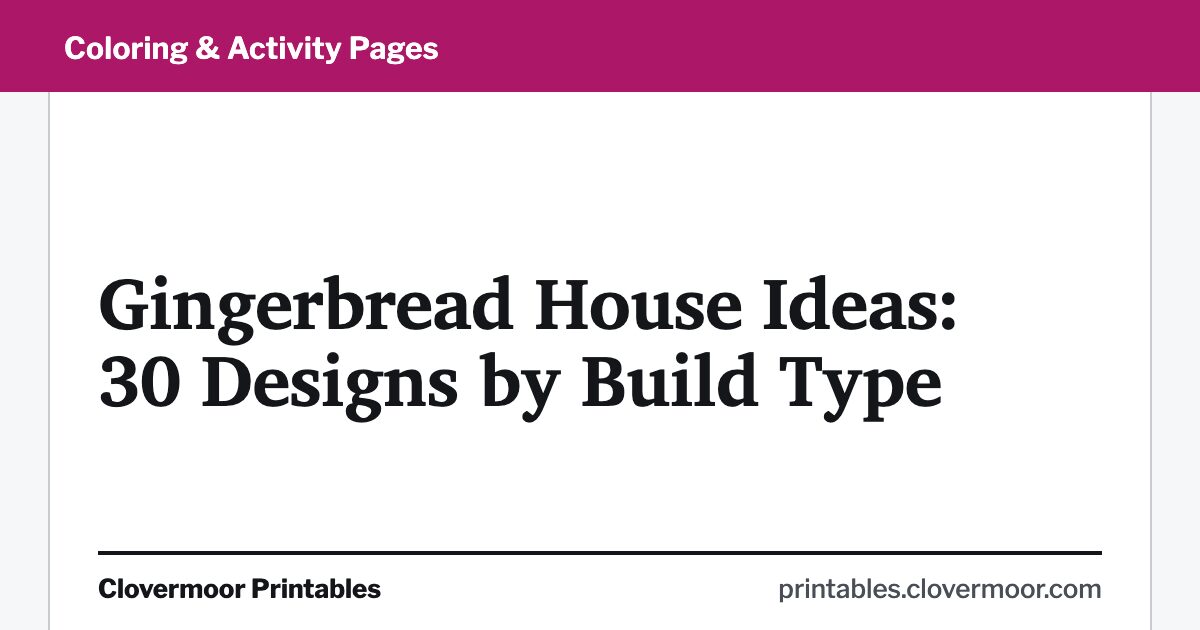 Coloring & Activity Pages
Gingerbread House Ideas:
30 Designs by Build Type
Clovermoor Printables
printables.clovermoor.com